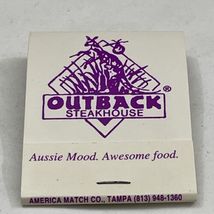 OUTBACK®
STEAKHOUSE
Aussie Mood. Awesome food.
AMERICA MATCH CO., TAMPA (813) 948-1360